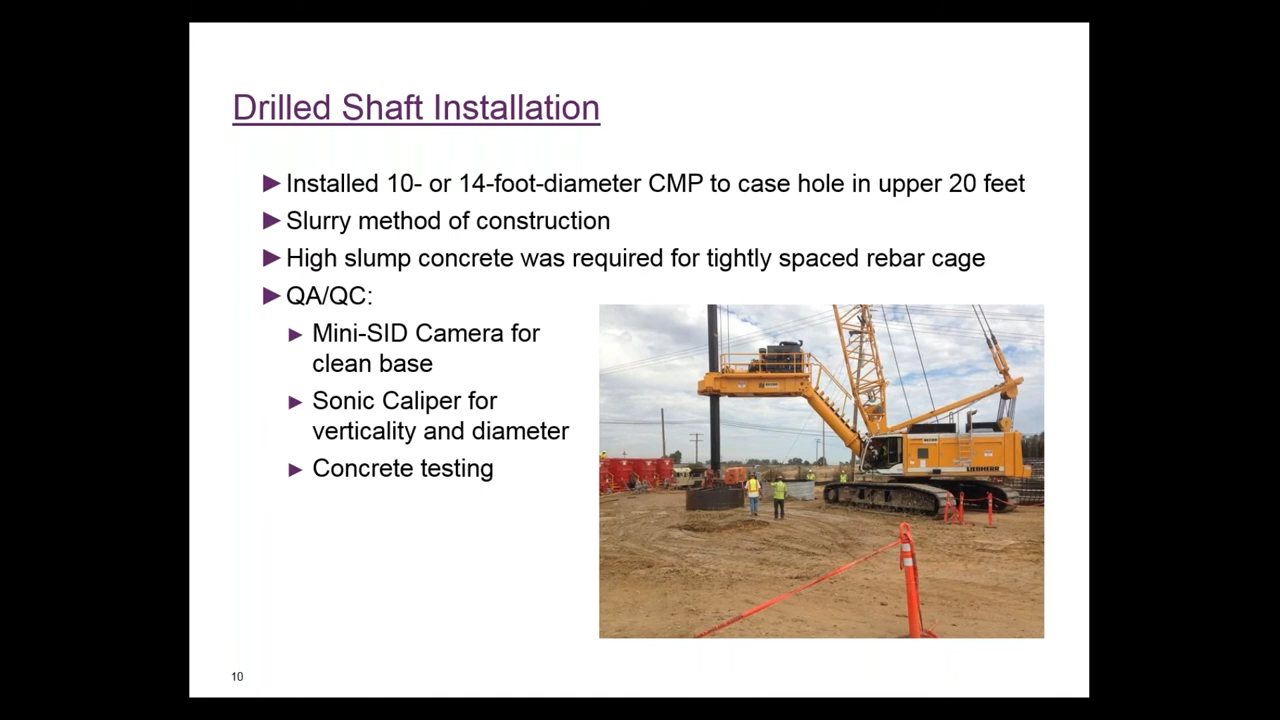 Drilled Shaft Installation
►Installed 10- or 14-foot-diameter CMP to case hole in upper 20 feet
►Slurry method of construction
►High slump concrete was required for tightly spaced rebar cage
►QA/QC:
► Mini-SID Camera for
clean base
► Sonic Caliper for
verticality and diameter
► Concrete testing
LIEBHERR
10